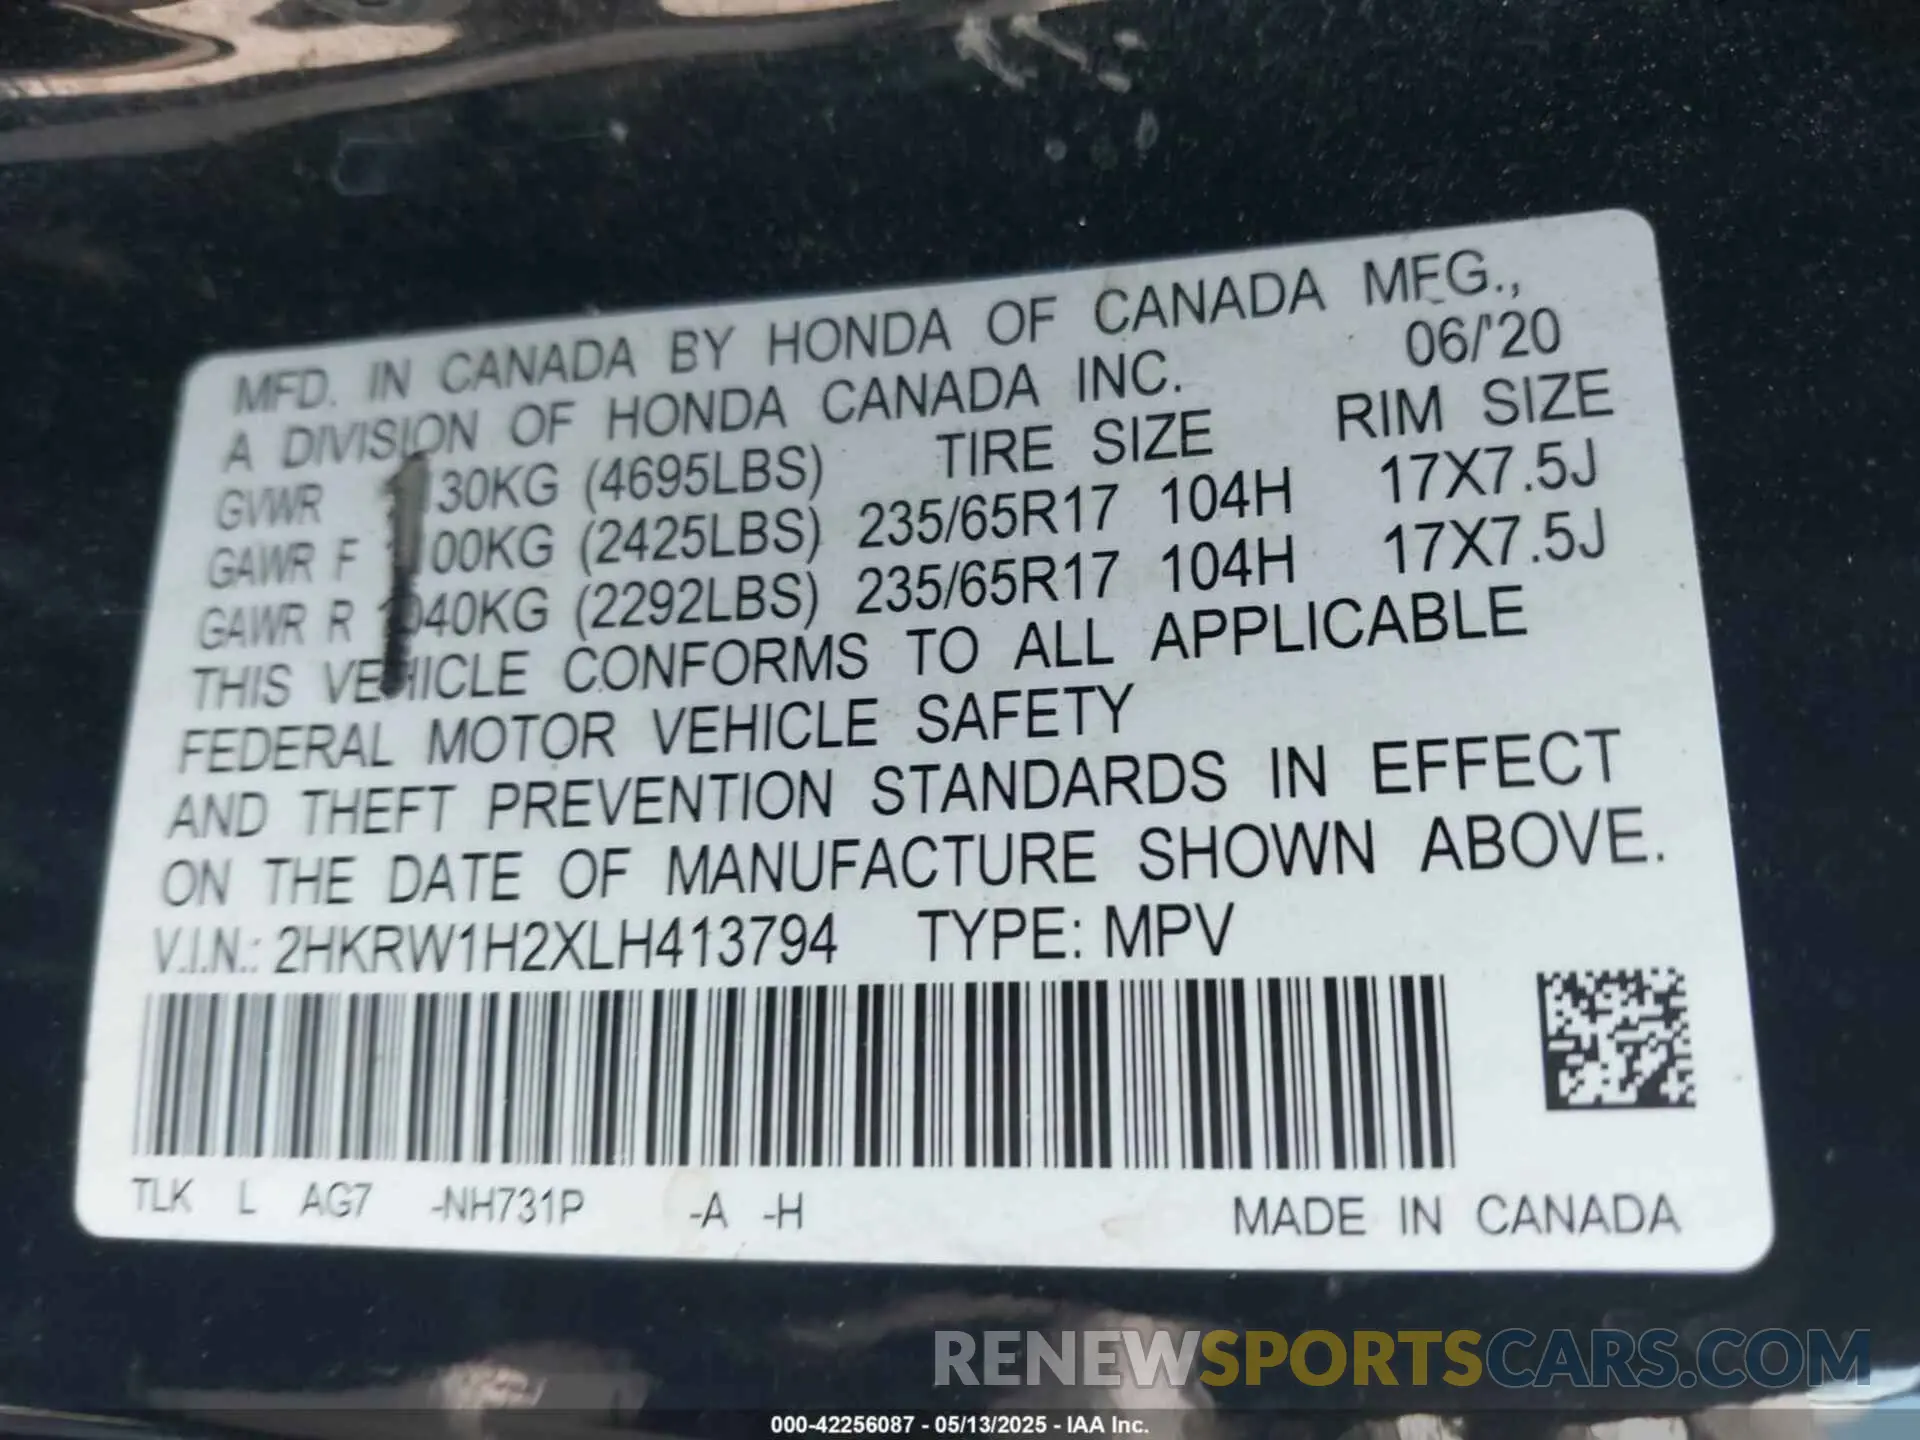 MFD. IN CANADA BY HONDA OF CANADA MFG.,
A DIVISION OF HONDA CANADA INC. 06/'20
GVWR 30KG (4695LBS) TIRE SIZE RIM SIZE
GAWR F 100KG (2425LBS) 235/65R17 104H 17X7.5J
GAWR R 1040KG (2292LBS) 235/65R17 104H 17X7.5J
THIS VEHICLE CONFORMS TO ALL APPLICABLE
FEDERAL MOTOR VEHICLE SAFETY
AND THEFT PREVENTION STANDARDS IN EFFECT
ON THE DATE OF MANUFACTURE SHOWN ABOVE.
V.I.N.: 2HKRW1H2XLH413794 TYPE: MPV
TLK L AG7 -NH731P -A -H MADE IN CANADA
RENEWSPORTSCARS.COM
000-42256087 - 05/13/2025 - IAA Inc.